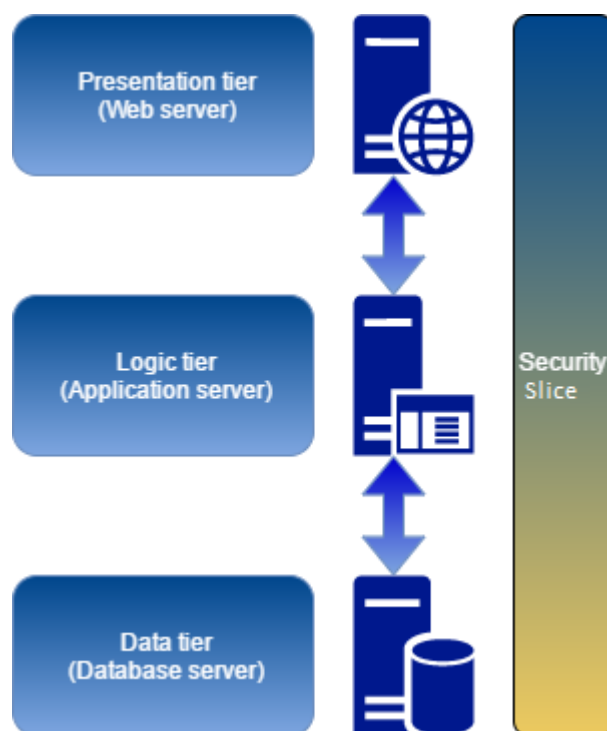 Presentation tier
(Web server)
Logic tier
(Application server)
Security
Slice
Data tier
(Database server)